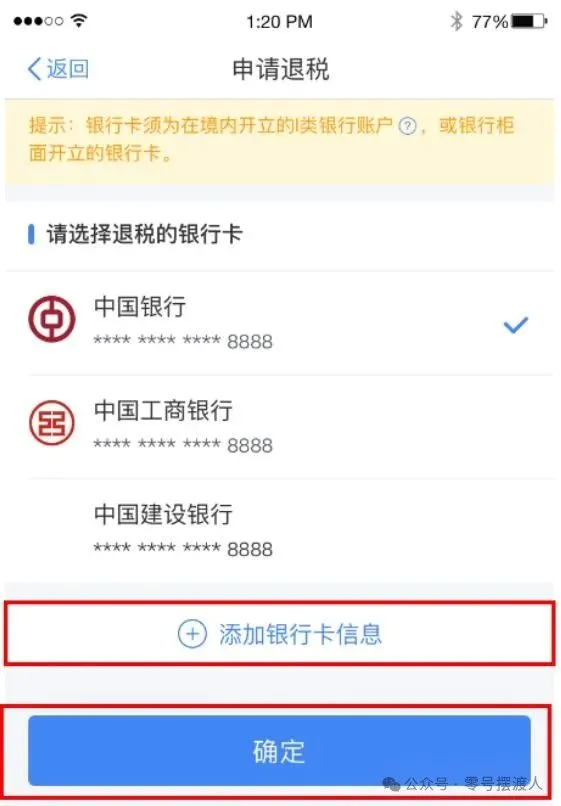 1:20 PM
77%
返回
申请退税
提示：银行卡须为在境内开立的I类银行账户?，或银行柜
面开立的银行卡。
请选择退税的银行卡
中国银行
**** **** **** 8888
中国工商银行
**** **** **** 8888
中国建设银行
**** **** **** 8888
添加银行卡信息
确定
公众号 · 零号摆渡人